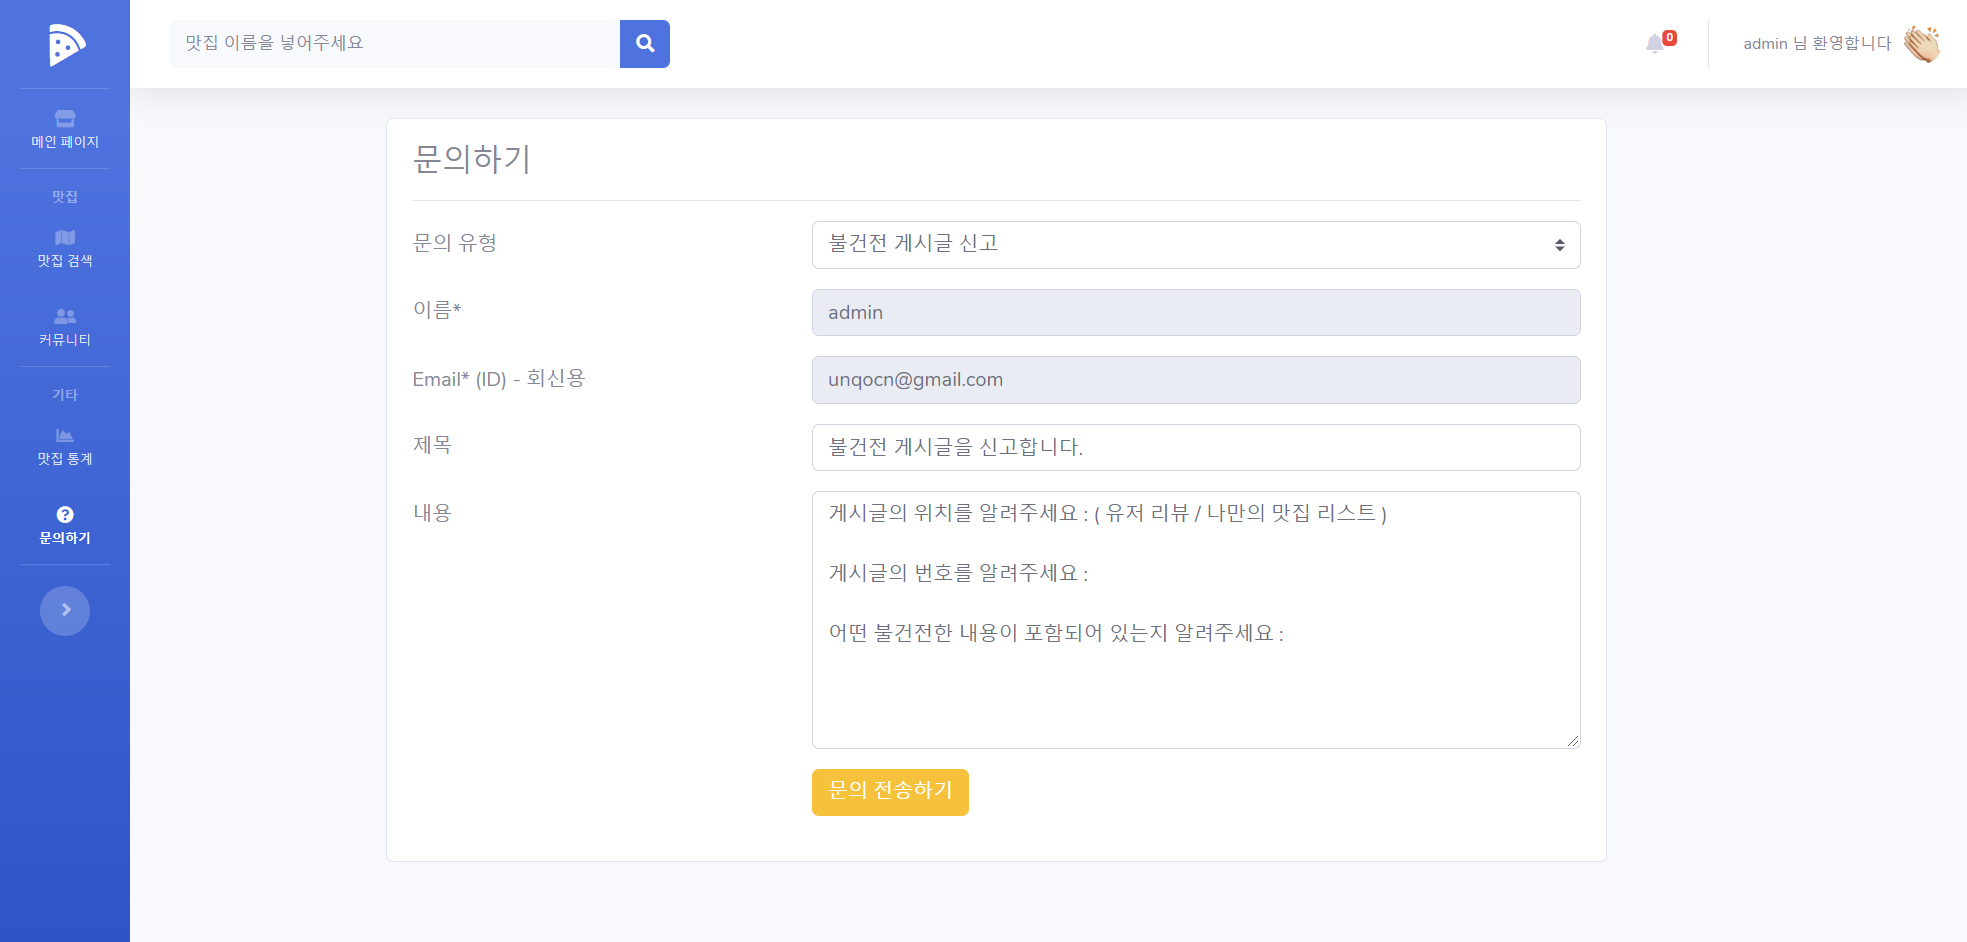 맛집 이름을 넣어주세요
0
admin 님 환영합니다
메인 페이지
맛집
맛집 검색
커뮤니티
기타
맛집 통계
문의하기
문의하기
문의 유형
불건전 게시글 신고
이름*
admin
Email* (ID) - 회신용
unqocn@gmail.com
제목
불건전 게시글을 신고합니다.
내용
게시글의 위치를 알려주세요 : ( 유저 리뷰 / 나만의 맛집 리스트 )
게시글의 번호를 알려주세요 :
어떤 불건전한 내용이 포함되어 있는지 알려주세요 :
문의 전송하기